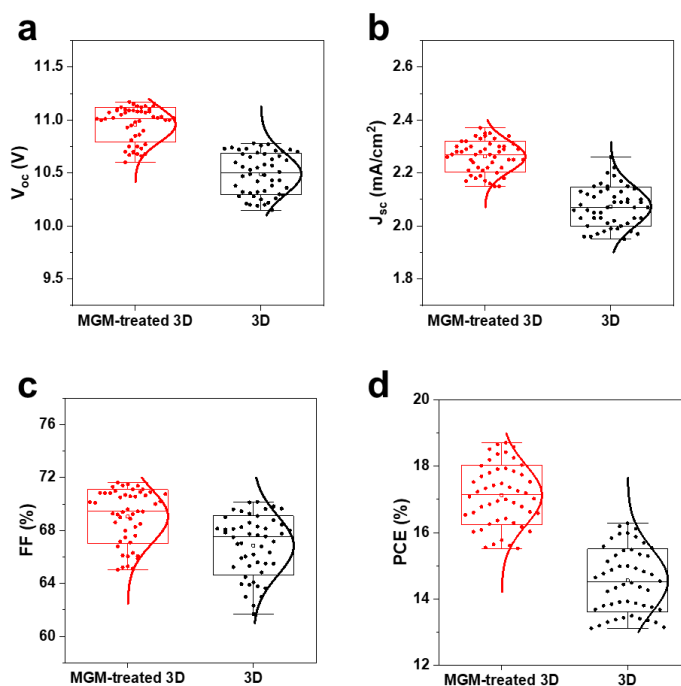 a
11.5
11.0
10.5
10.0
9.5
V_oc (V)
MGM-treated 3D
3D
b
2.6
2.4
2.2
2.0
1.8
J_sc (mA/cm²)
MGM-treated 3D
3D
c
76
72
68
64
60
FF (%)
MGM-treated 3D
3D
d
20
18
16
14
12
PCE (%)
MGM-treated 3D
3D